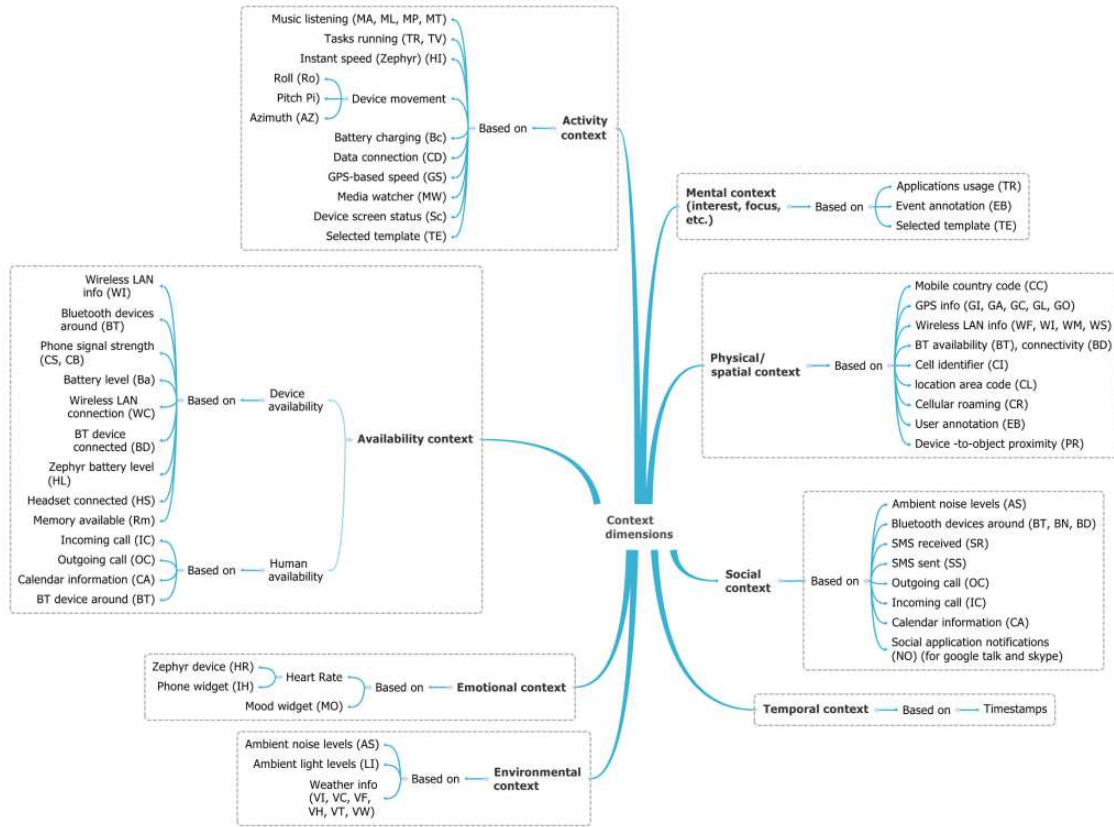 Music listening (MA, ML, MP, MT)
Tasks running (TR, TV)
Instant speed (Zephyr) (HI)
Roll (Ro)
Pitch Pi)
Azimuth (AZ)
Device movement
Battery charging (Bc)
Data connection (CD)
GPS-based speed (GS)
Media watcher (MW)
Device screen status (Sc)
Selected template (TE)
Based on
Activity
context
Mental context
(interest, focus,
etc.)
Based on
Applications usage (TR)
Event annotation (EB)
Selected template (TE)
Wireless LAN
info (WI)
Bluetooth devices
around (BT)
Phone signal strength
(CS, CB)
Battery level (Ba)
Wireless LAN
connection (WC)
BT device
connected (BD)
Zephyr battery level
(HL)
Headset connected (HS)
Memory available (Rm)
Based on
Device
availability
Incoming call (IC)
Outgoing call (OC)
Calendar information (CA)
BT device around (BT)
Based on
Human
availability
Availability context
Physical/
spatial context
Based on
Mobile country code (CC)
GPS info (GI, GA, GC, GL, GO)
Wireless LAN info (WF, WI, WM, WS)
BT availability (BT), connectivity (BD)
Cell identifier (CI)
location area code (CL)
Cellular roaming (CR)
User annotation (EB)
Device -to-object proximity (PR)
Context
dimensions
Social
context
Based on
Ambient noise levels (AS)
Bluetooth devices around (BT, BN, BD)
SMS received (SR)
SMS sent (SS)
Outgoing call (OC)
Incoming call (IC)
Calendar information (CA)
Social application notifications
(NO) (for google talk and skype)
Zephyr device (HR)
Phone widget (IH)
Heart Rate
Mood widget (MO)
Based on
Emotional context
Temporal context
Based on
Timestamps
Ambient noise levels (AS)
Ambient light levels (LI)
Weather info
(VI, VC, VF,
VH, VT, VW)
Based on
Environmental
context